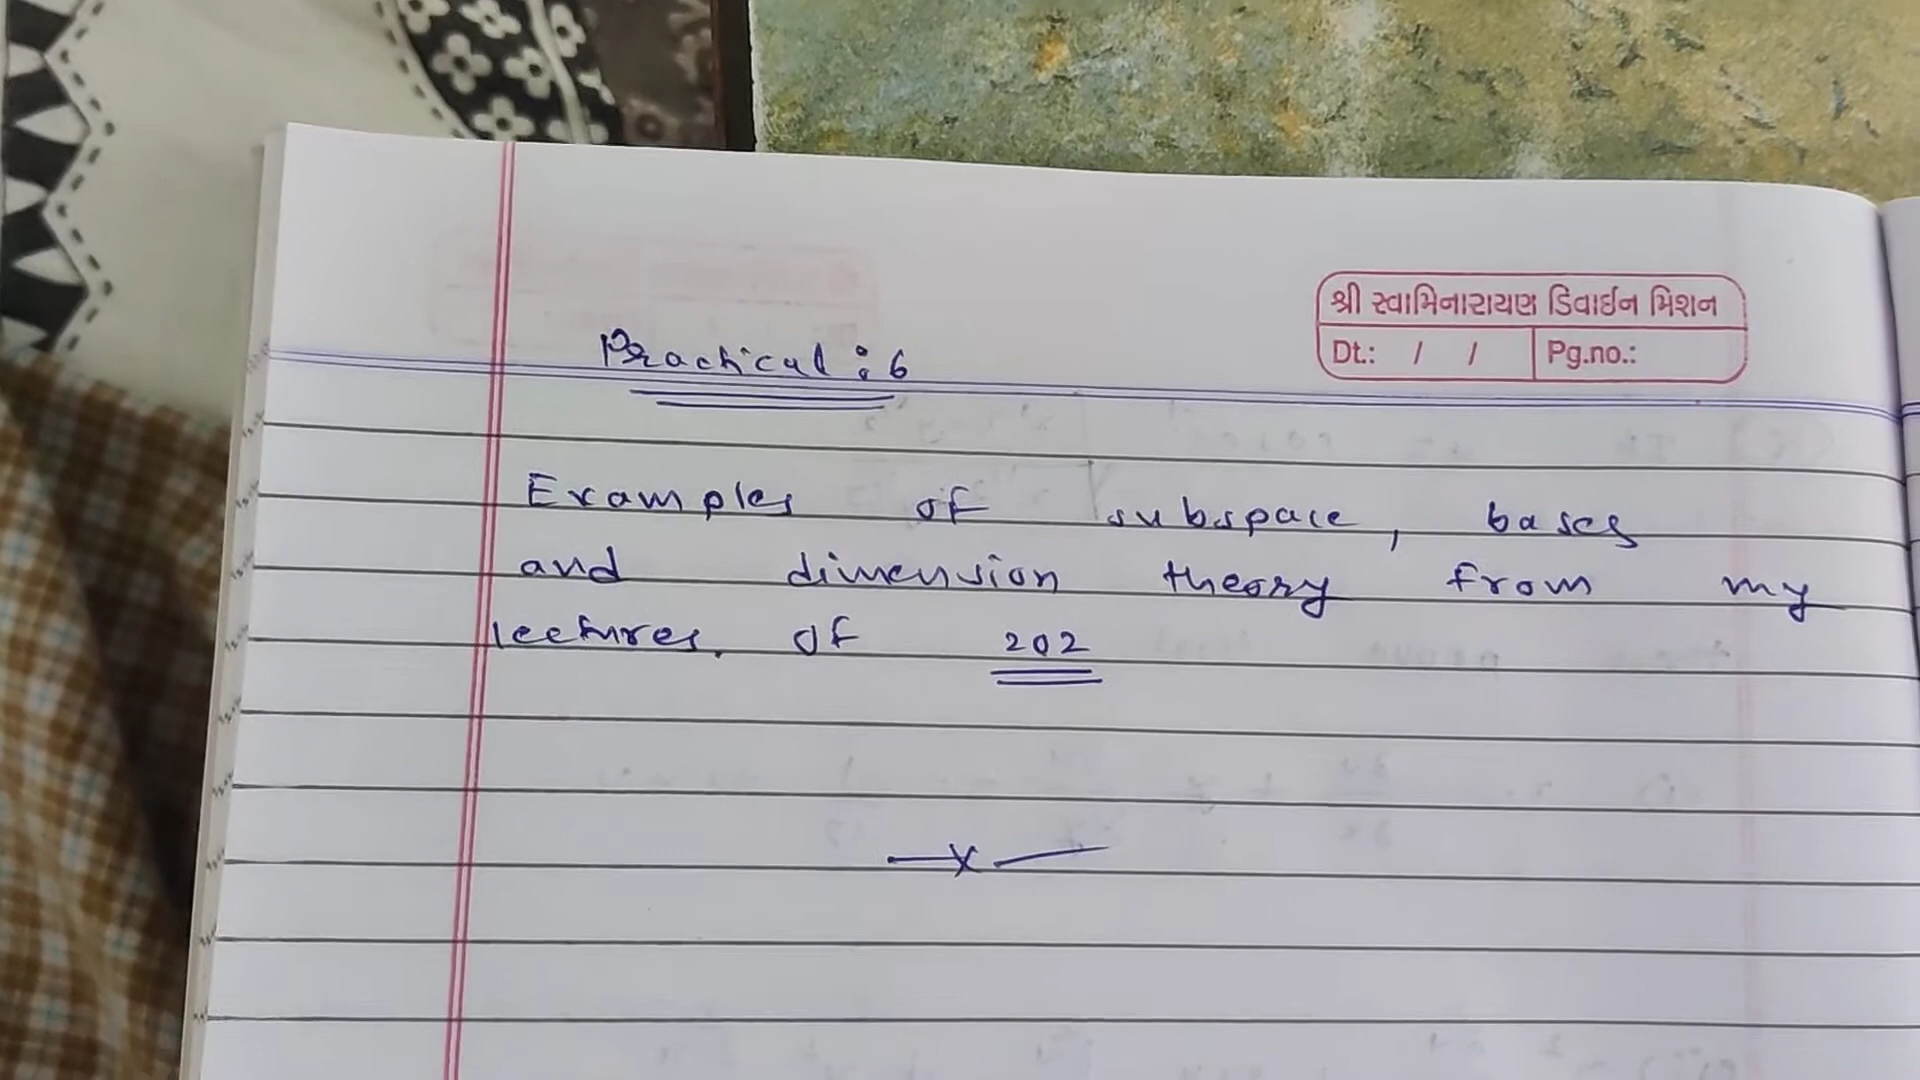 શ્રી સ્વામિનારાયણ ડિવાઇન મિશન
Dt.: / / Pg.no.:
Practical : 6
Examples of subspace, bases
and dimension theory from my
lectures. of 202